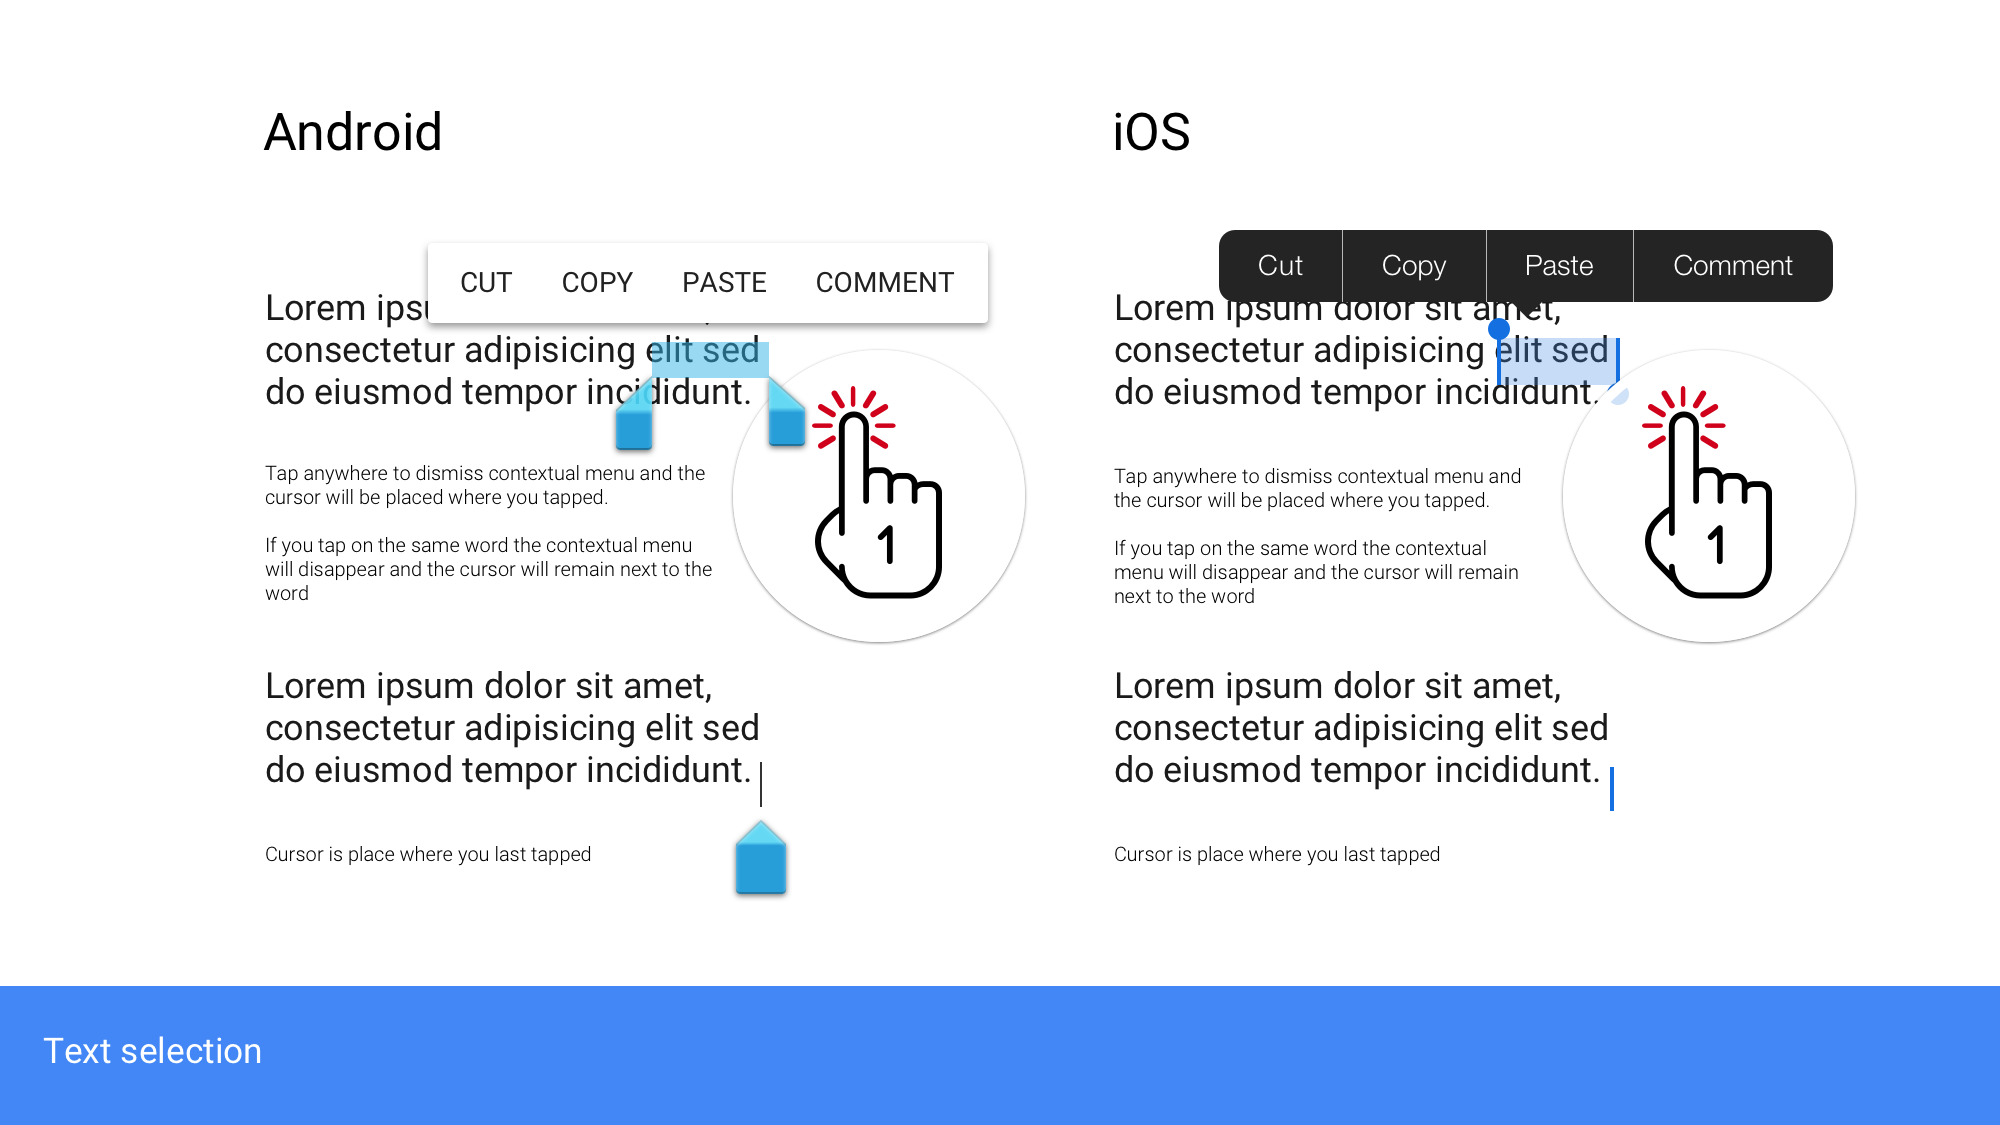 Android
CUT COPY PASTE COMMENT
Lorem
consectetur adipisicing elit sed
do eiusmod tempor incididunt.
Tap anywhere to dismiss contextual menu and the
cursor will be placed where you tapped.
If you tap on the same word the contextual menu
will disappear and the cursor will remain next to the
word
1
Lorem ipsum dolor sit amet,
consectetur adipisicing elit sed
do eiusmod tempor incididunt.
Cursor is place where you last tapped
iOS
Cut Copy Paste Comment
Lorem ipsum dolor sit amet,
consectetur adipisicing elit sed
do eiusmod tempor incididunt.
Tap anywhere to dismiss contextual menu and
the cursor will be placed where you tapped.
If you tap on the same word the contextual
menu will disappear and the cursor will remain
next to the word
1
Lorem ipsum dolor sit amet,
consectetur adipisicing elit sed
do eiusmod tempor incididunt.
Cursor is place where you last tapped
Text selection